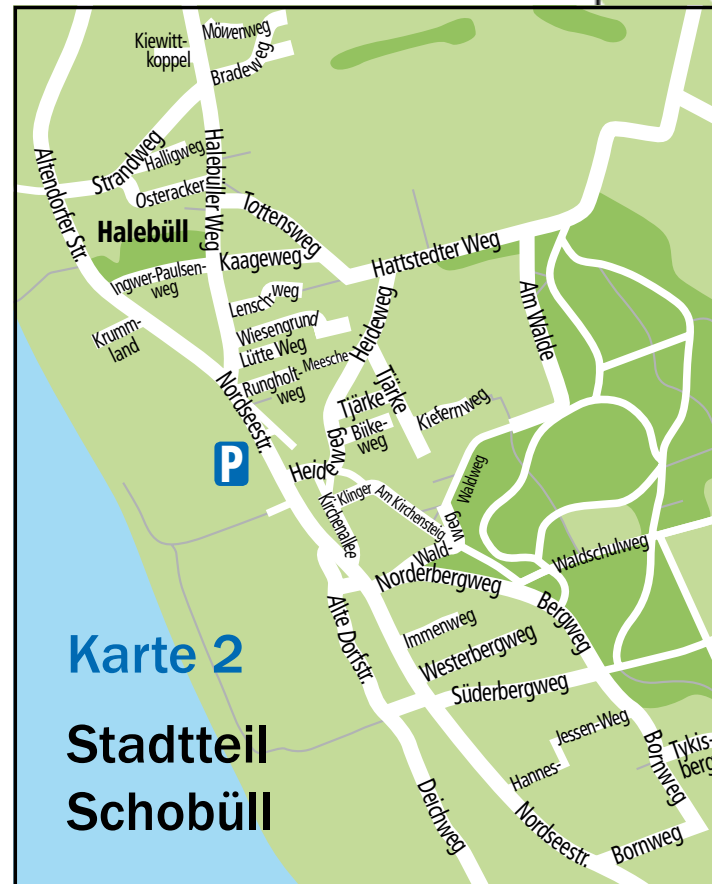 Möwenweg
Kiewitt-
koppel
Bradeweg
Altendorfer Str.
Strandweg
Halligweg
Osteracker
Halebüller Weg
Halebüll
Tottensweg
Kaageweg
Hattstedter Weg
Ingwer-Paulsen-
weg
Krumm-
land
Lensch
weg
Wiesengrund
Lütte Weg
Meesche
Rungholt-
weg
Heideweg
Am Walde
Nordseestr.
Tjärke
Tjärke
Biike-
weg
Kiefernweg
P
Heide
weg
Klinger
Am Kirchensteig
Kirchenallee
Waldweg
Wald-
weg
Waldschulweg
Norderbergweg
Bergweg
Alte Dorfstr.
Immenweg
Westerbergweg
Süderbergweg
Karte 2
Stadtteil
Schobüll
Hannes-
Jessen-Weg
Bornweg
Tykis-
berg
Deichweg
Nordseestr.
Bornweg